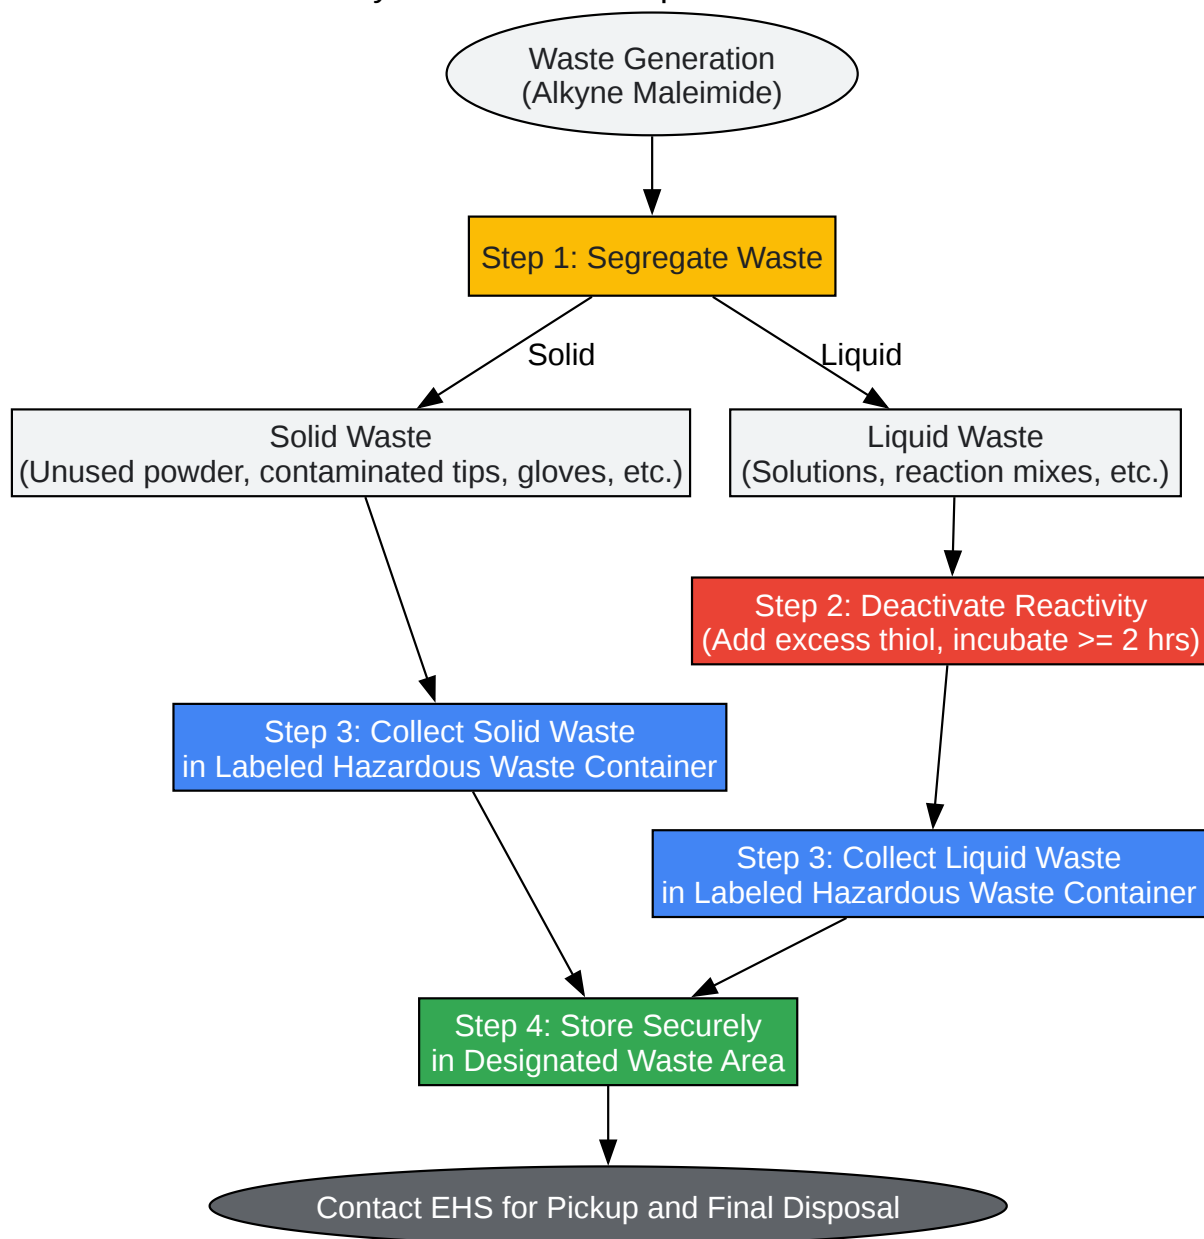 Waste Generation
(Alkyne Maleimide)
Step 1: Segregate Waste
Solid
Liquid
Solid Waste
(Unused powder, contaminated tips, gloves, etc.)
Liquid Waste
(Solutions, reaction mixes, etc.)
Step 2: Deactivate Reactivity
(Add excess thiol, incubate >= 2 hrs)
Step 3: Collect Solid Waste
in Labeled Hazardous Waste Container
Step 3: Collect Liquid Waste
in Labeled Hazardous Waste Container
Step 4: Store Securely
in Designated Waste Area
Contact EHS for Pickup and Final Disposal